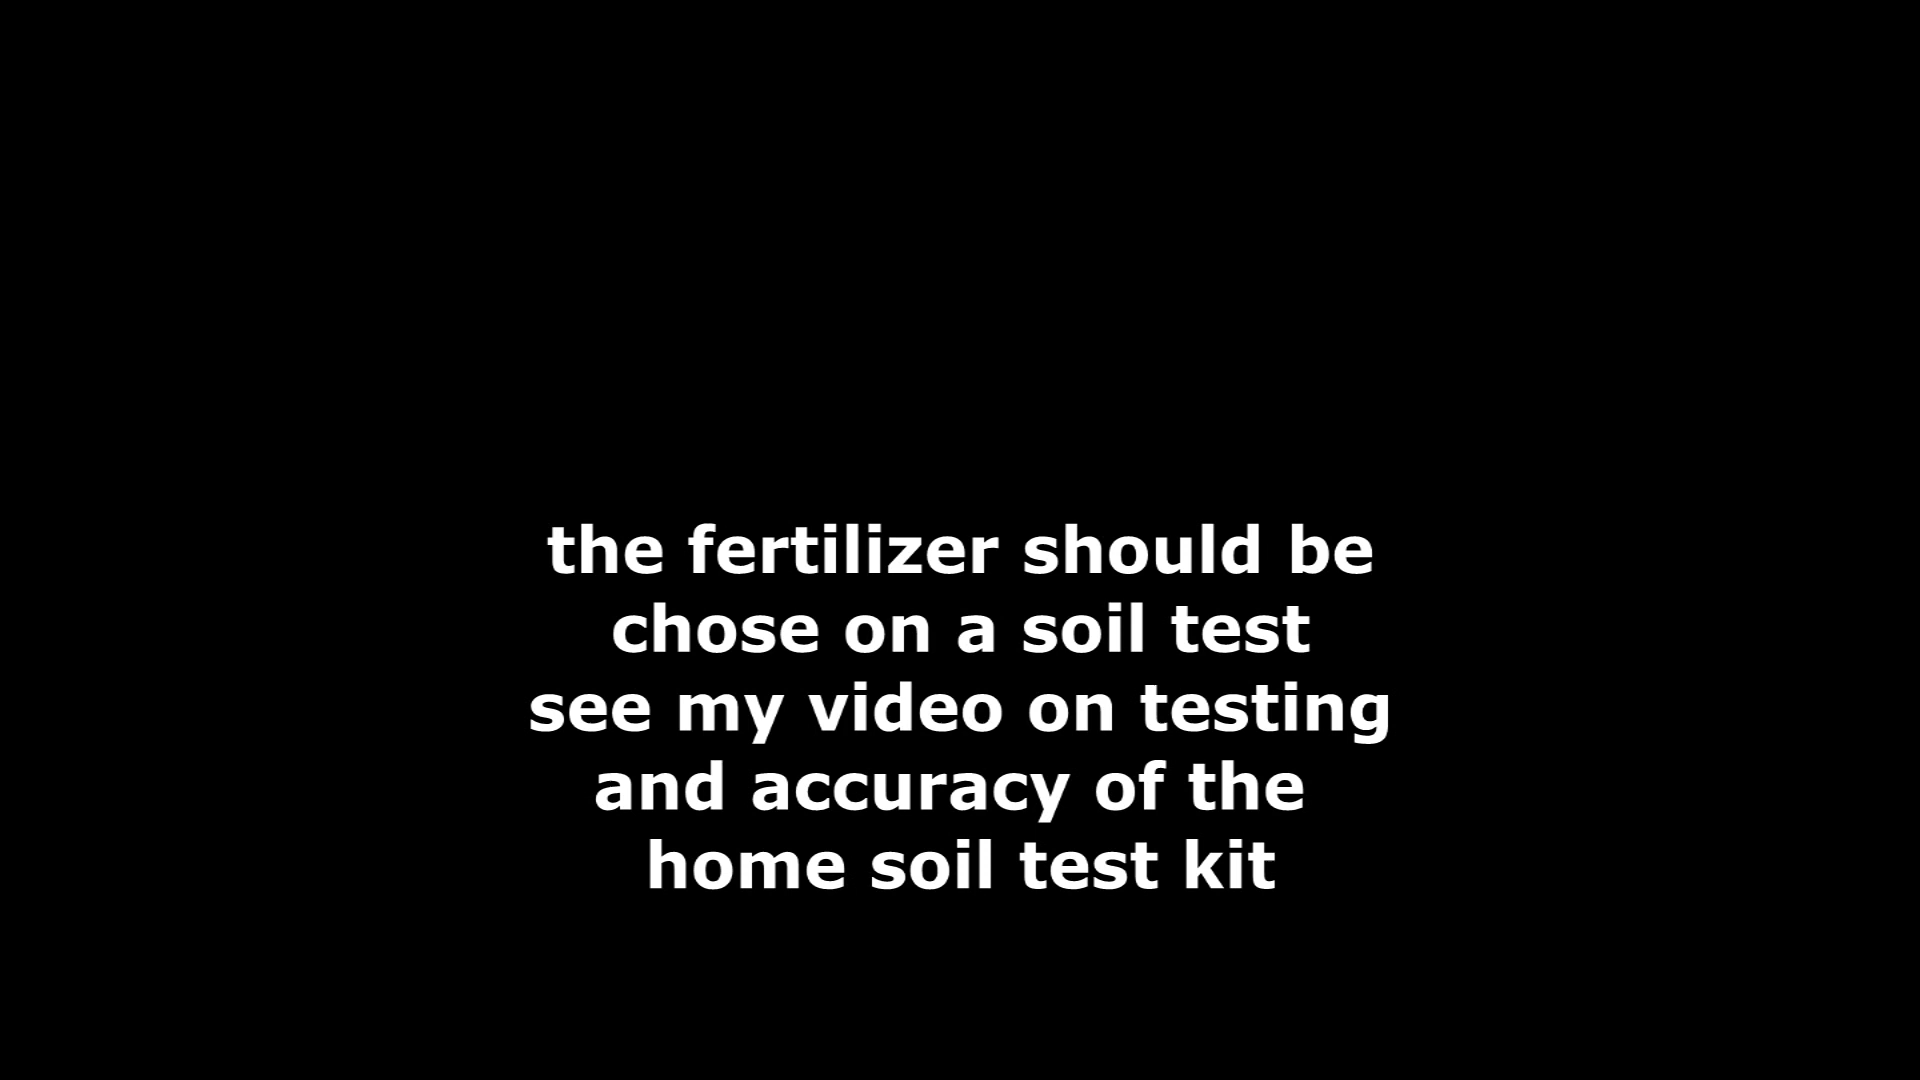 the fertilizer should be
chose on a soil test
see my video on testing
and accuracy of the
home soil test kit